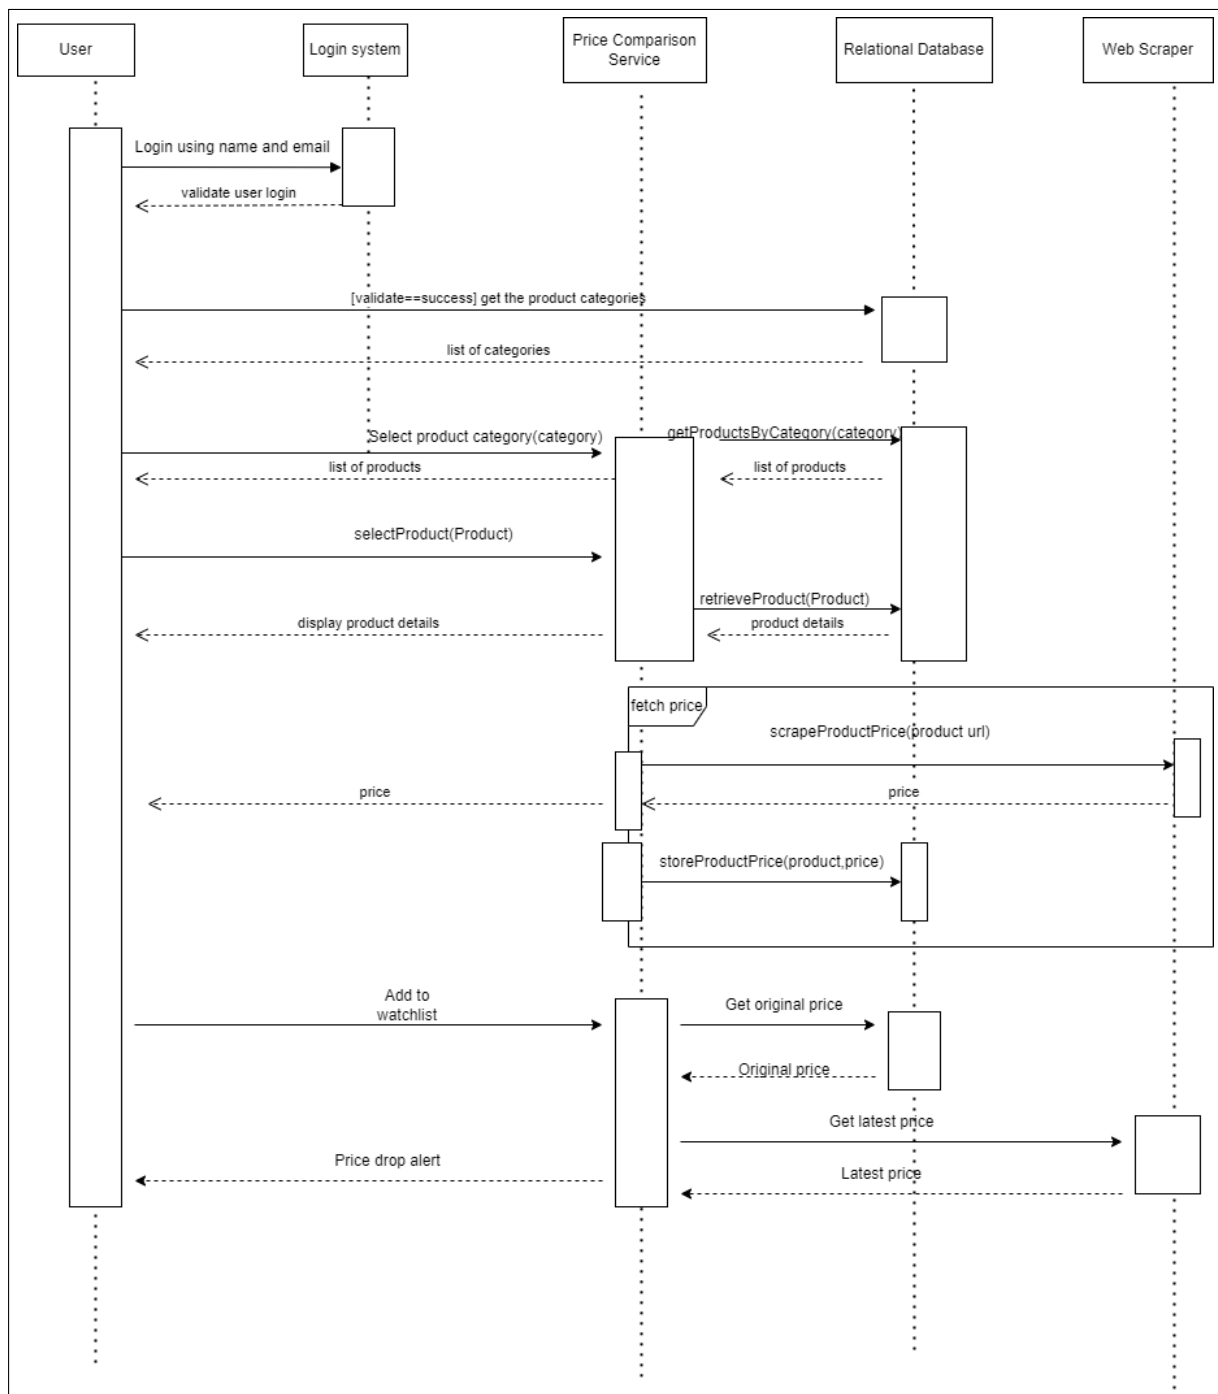 User
Login system
Price Comparison
Service
Relational Database
Web Scraper
Login using name and email
validate user login
[validate==success] get the product categories
list of categories
Select product category(category)
getProductsByCategory(category)
list of products
list of products
selectProduct(Product)
retrieveProduct(Product)
display product details
product details
fetch price
scrapeProductPrice(product url)
price
price
storeProductPrice(product,price)
Add to
watchlist
Get original price
Original price
Get latest price
Price drop alert
Latest price